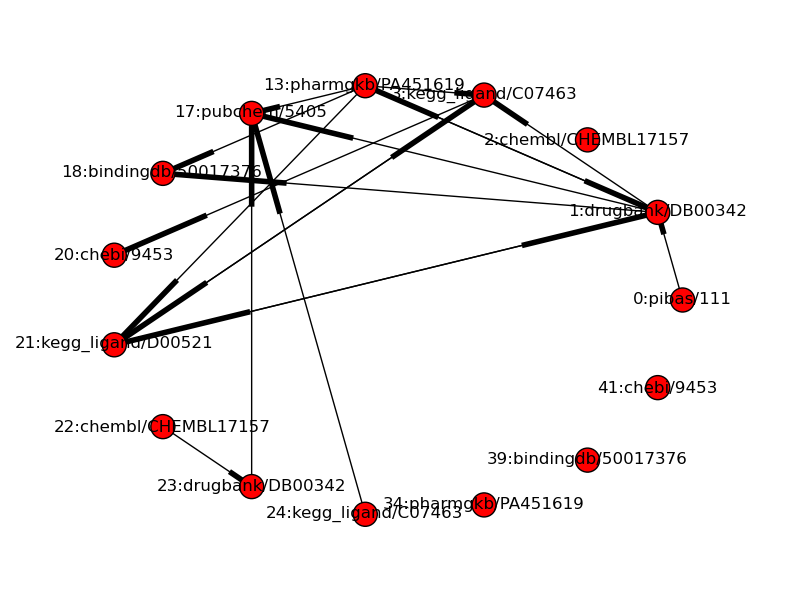 13:pharmgkb/PA451619
3:kegg_ligand/C07463
17:pubchem/5405
2:chembl/CHEMBL17157
18:bindingdb/50017376
1:drugbank/DB00342
20:chebi/9453
0:pibas/111
21:kegg_ligand/D00521
41:chebi/9453
22:chembl/CHEMBL17157
39:bindingdb/50017376
23:drugbank/DB00342
34:pharmgkb/PA451619
24:kegg_ligand/C07463